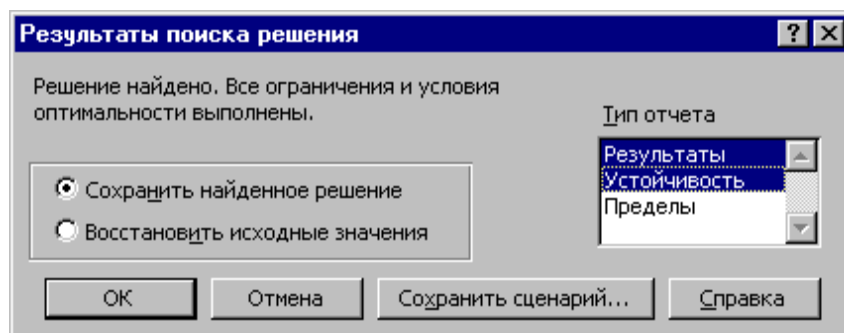 Результаты поиска решения
Решение найдено. Все ограничения и условия
оптимальности выполнены.
Тип отчета
Результаты
Устойчивость
Пределы
Сохранить найденное решение
Восстановить исходные значения
ОК
Отмена
Сохранить сценарий...
Справка